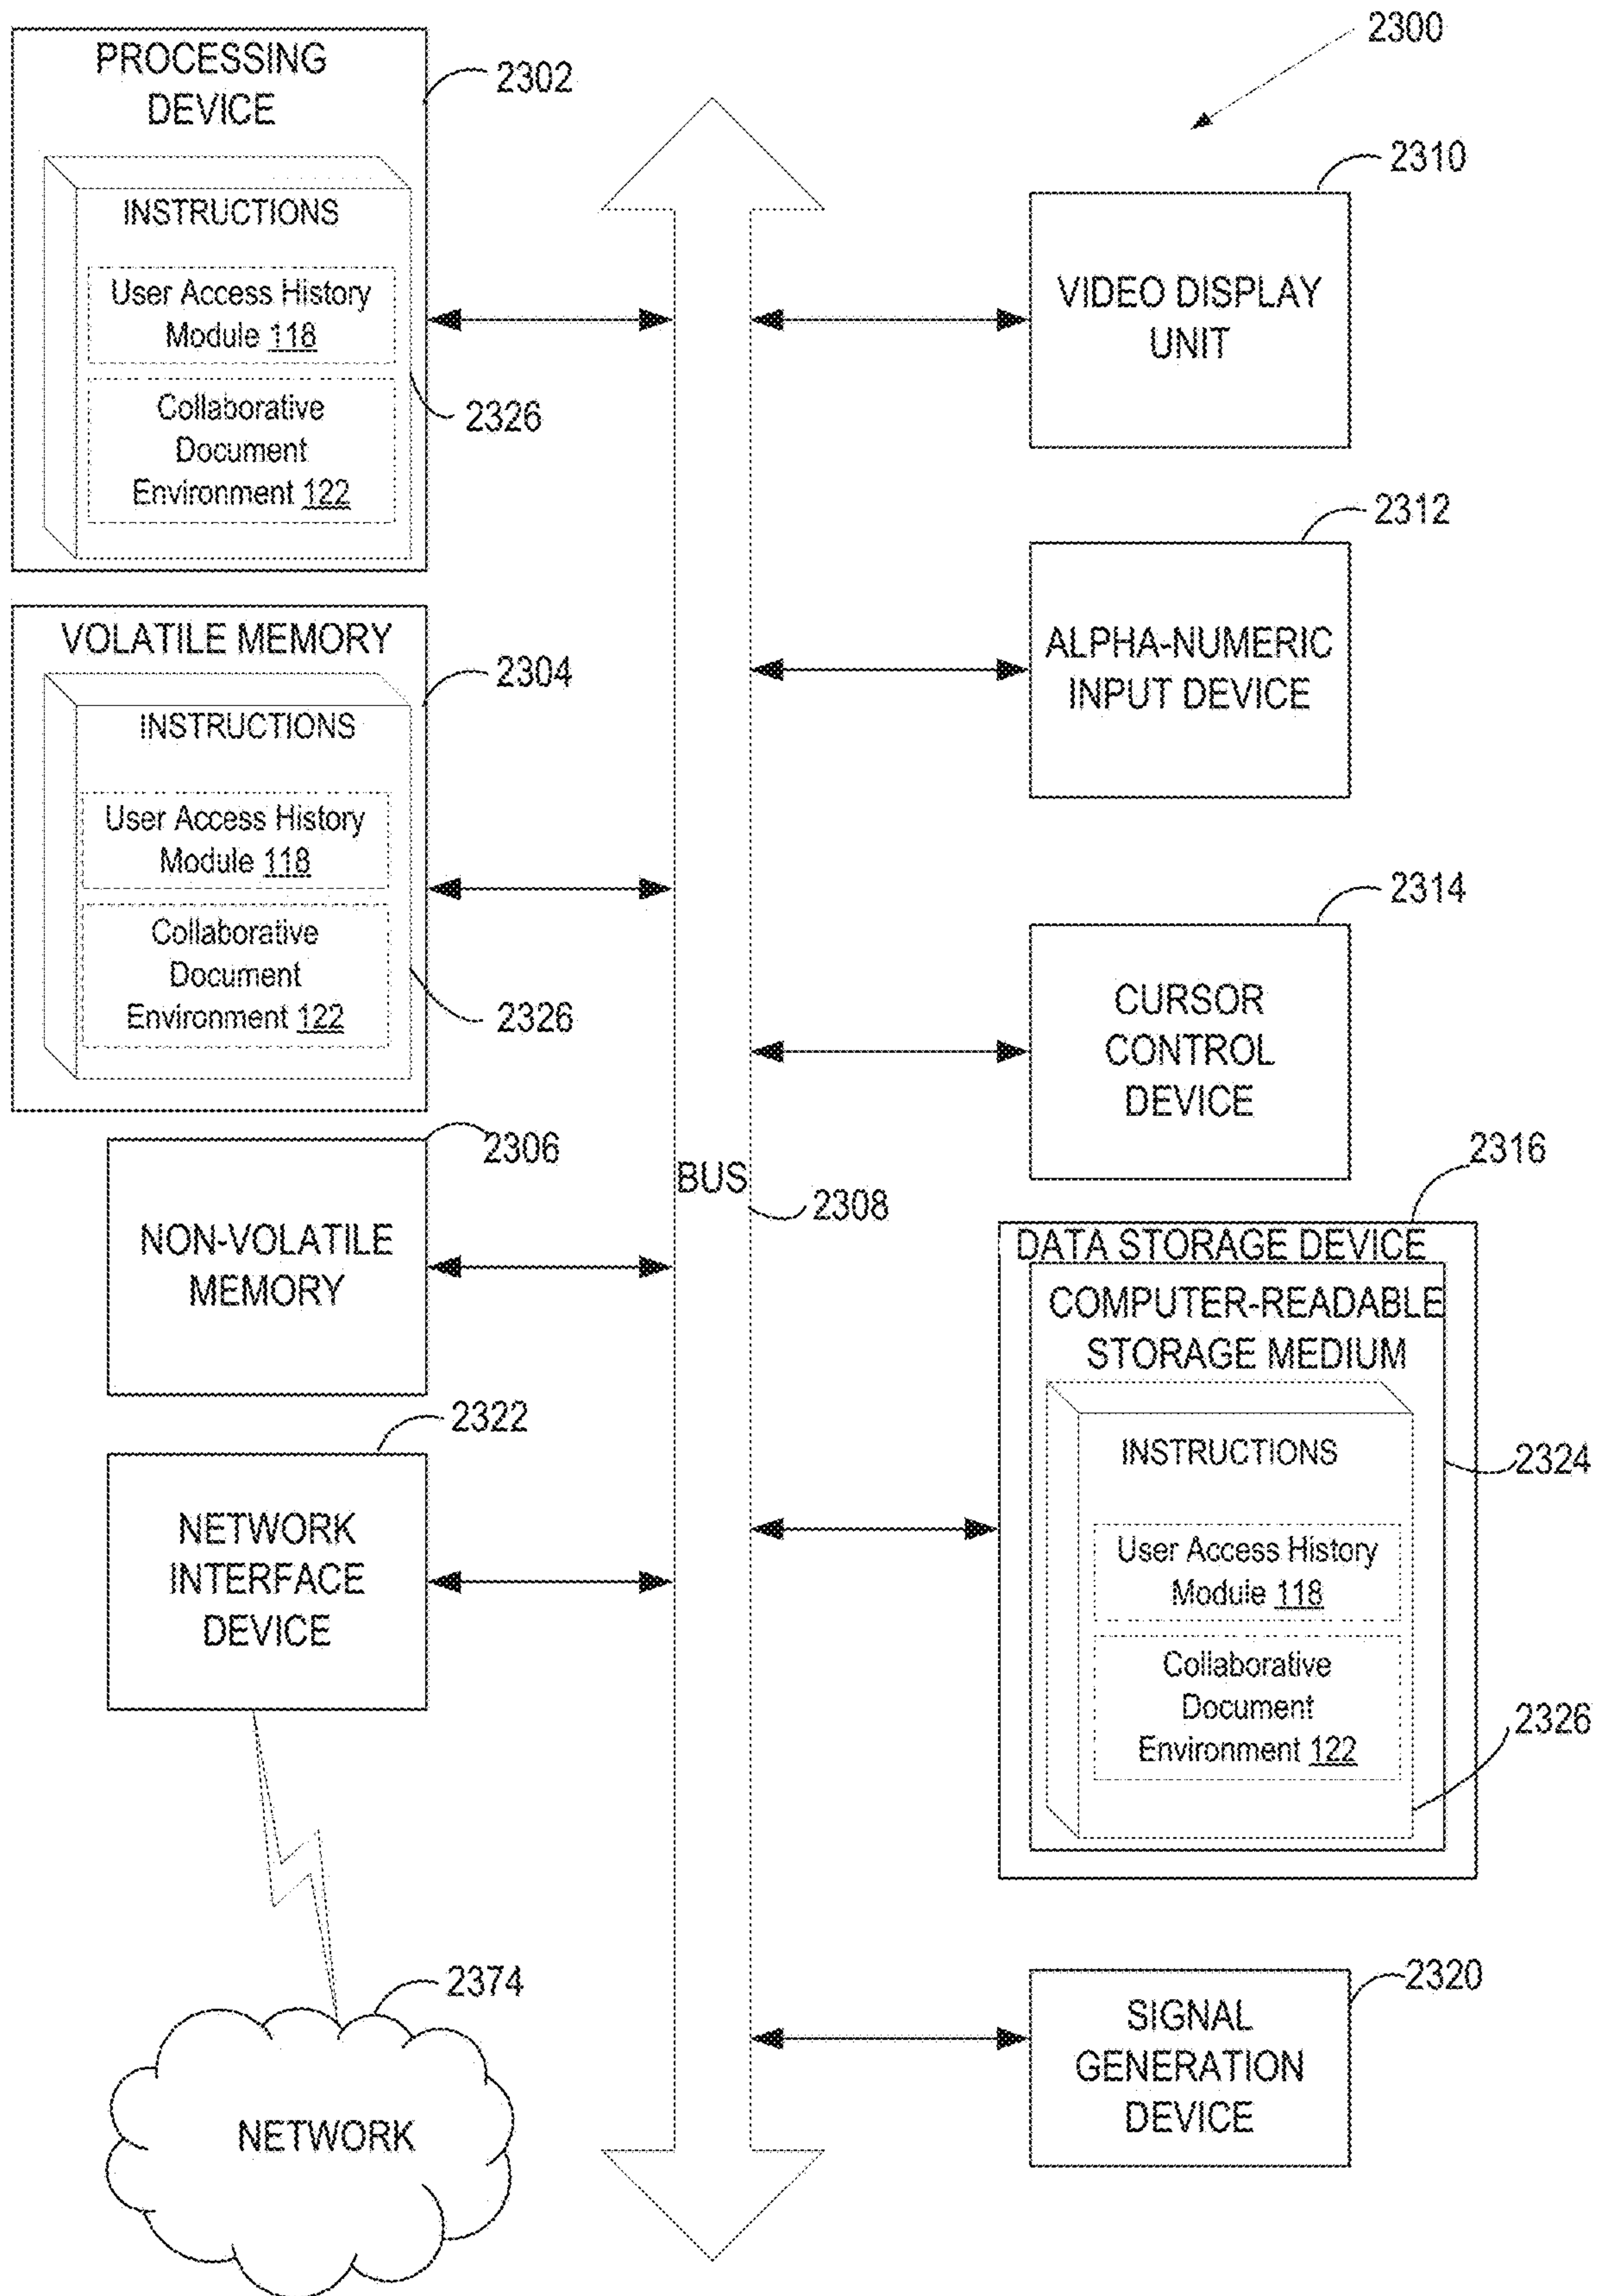 2300
PROCESSING
DEVICE
2302
INSTRUCTIONS
User Access History
Module 118
Collaborative
Document
Environment 122
2326
VOLATILE MEMORY
2304
INSTRUCTIONS
User Access History
Module 118
Collaborative
Document
Environment 122
2326
2306
NON-VOLATILE
MEMORY
2322
NETWORK
INTERFACE
DEVICE
2374
NETWORK
BUS
2308
2310
VIDEO DISPLAY
UNIT
2312
ALPHA-NUMERIC
INPUT DEVICE
2314
CURSOR
CONTROL
DEVICE
2316
DATA STORAGE DEVICE
COMPUTER-READABLE
STORAGE MEDIUM
INSTRUCTIONS
2324
User Access History
Module 118
Collaborative
Document
Environment 122
2326
2320
SIGNAL
GENERATION
DEVICE